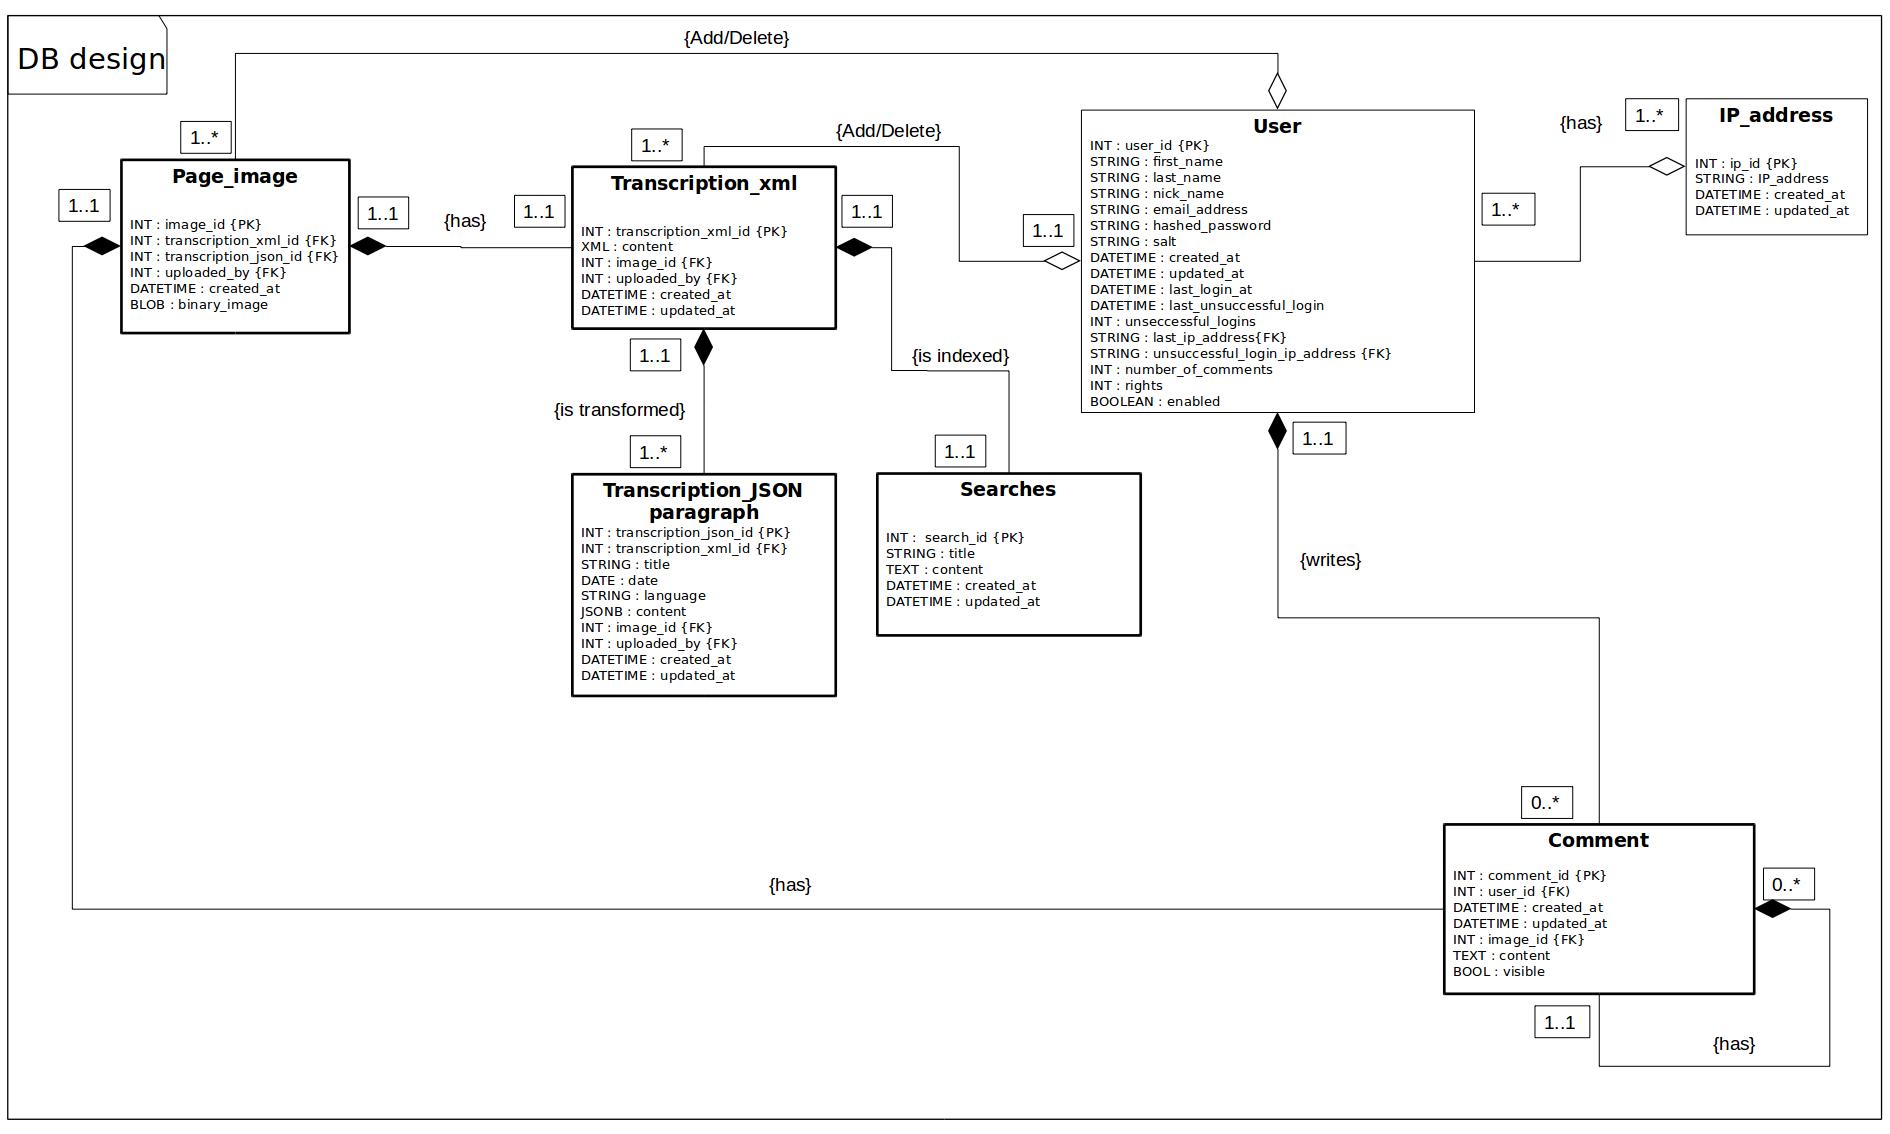 DB design
{Add/Delete}
1..*
Page_image
INT : image_id {PK}
INT : transcription_xml_id {FK}
INT : transcription_json_id {FK}
INT : uploaded_by {FK}
DATETIME : created_at
BLOB : binary_image
1..1
1..1
{has}
1..1
1..*
{Add/Delete}
Transcription_xml
INT : transcription_xml_id {PK}
XML : content
INT : image_id {FK}
INT : uploaded_by {FK}
DATETIME : created_at
DATETIME : updated_at
1..1
1..1
User
INT : user_id {PK}
STRING : first_name
STRING : last_name
STRING : nick_name
STRING : email_address
STRING : hashed_password
STRING : salt
DATETIME : created_at
DATETIME : updated_at
DATETIME : last_login_at
DATETIME : last_unsuccessful_login
INT : unseccessful_logins
STRING : last_ip_address{FK}
STRING : unsuccessful_login_ip_address {FK}
INT : number_of_comments
INT : rights
BOOLEAN : enabled
1..*
{has}
1..*
IP_address
INT : ip_id {PK}
STRING : IP_address
DATETIME : created_at
DATETIME : updated_at
1..1
{is transformed}
1..*
Transcription_JSON
paragraph
INT : transcription_json_id {PK}
INT : transcription_xml_id {FK}
STRING : title
DATE : date
STRING : language
JSONB : content
INT : image_id {FK}
INT : uploaded_by {FK}
DATETIME : created_at
DATETIME : updated_at
{is indexed}
1..1
Searches
INT :  search_id {PK}
STRING : title
TEXT : content
DATETIME : created_at
DATETIME : updated_at
1..1
{writes}
0..*
Comment
INT : comment_id {PK}
INT : user_id {FK)
DATETIME : created_at
DATETIME : updated_at
INT : image_id {FK}
TEXT : content
BOOL : visible
0..*
1..1
{has}
{has}